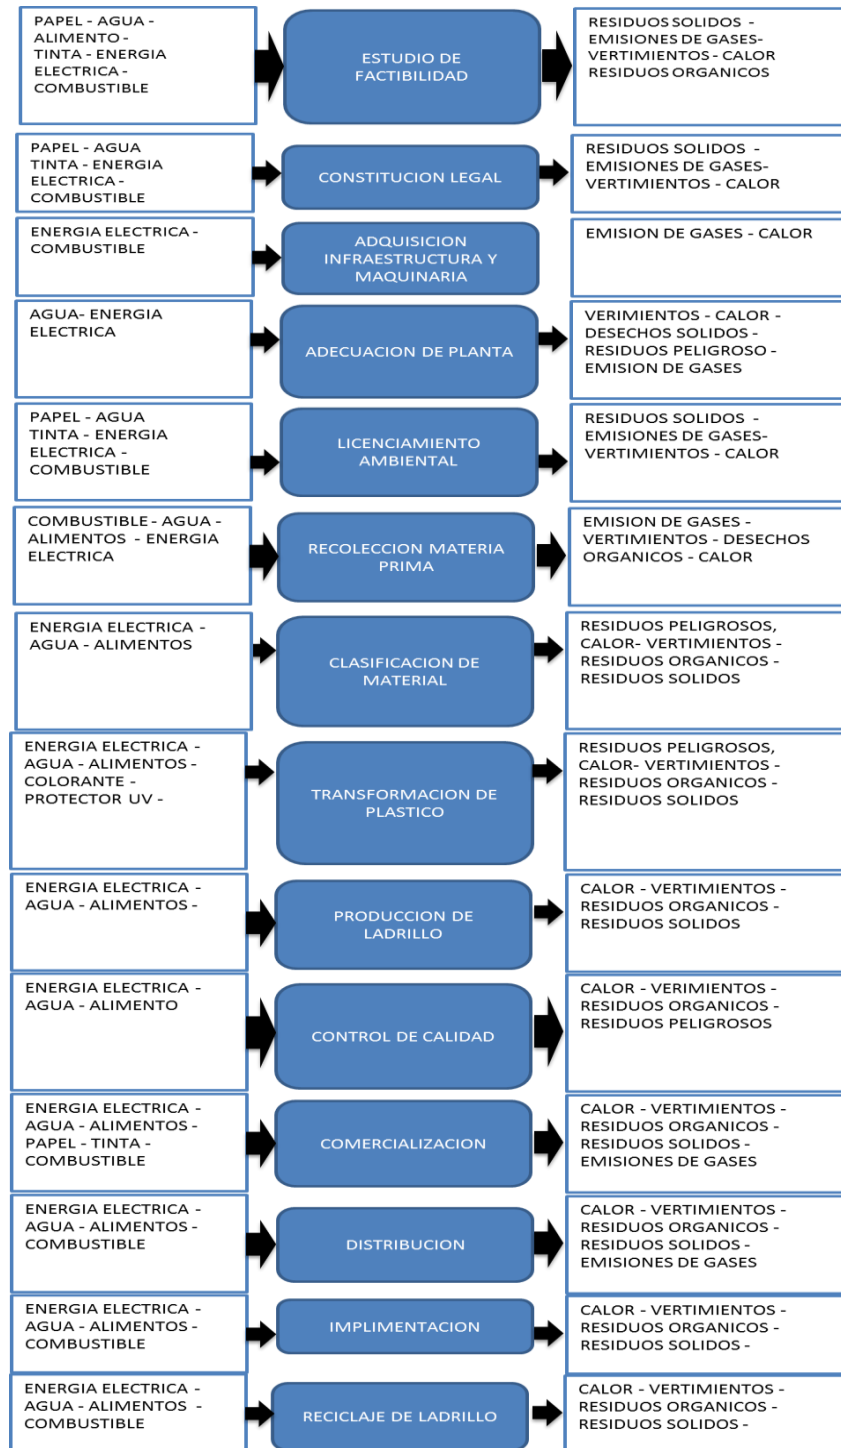 PAPEL - AGUA -
ALIMENTO -
TINTA - ENERGIA
ELECTRICA -
COMBUSTIBLE
ESTUDIO DE
FACTIBILIDAD
RESIDUOS SOLIDOS -
EMISIONES DE GASES-
VERTIMIENTOS - CALOR
RESIDUOS ORGANICOS
PAPEL - AGUA
TINTA - ENERGIA
ELECTRICA -
COMBUSTIBLE
CONSTITUCION LEGAL
RESIDUOS SOLIDOS -
EMISIONES DE GASES-
VERTIMIENTOS - CALOR
ENERGIA ELECTRICA -
COMBUSTIBLE
ADQUISICION
INFRAESTRUCTURA Y
MAQUINARIA
EMISION DE GASES - CALOR
AGUA- ENERGIA
ELECTRICA
ADECUACION DE PLANTA
VERIMIENTOS - CALOR -
DESECHOS SOLIDOS -
RESIDUOS PELIGROSO -
EMISION DE GASES
PAPEL - AGUA
TINTA - ENERGIA
ELECTRICA -
COMBUSTIBLE
LICENCIAMIENTO
AMBIENTAL
RESIDUOS SOLIDOS -
EMISIONES DE GASES-
VERTIMIENTOS - CALOR
COMBUSTIBLE - AGUA -
ALIMENTOS - ENERGIA
ELECTRICA
RECOLECCION MATERIA
PRIMA
EMISION DE GASES -
VERTIMIENTOS - DESECHOS
ORGANICOS - CALOR
ENERGIA ELECTRICA -
AGUA - ALIMENTOS
CLASIFICACION DE
MATERIAL
RESIDUOS PELIGROSOS,
CALOR- VERTIMIENTOS -
RESIDUOS ORGANICOS -
RESIDUOS SOLIDOS
ENERGIA ELECTRICA -
AGUA - ALIMENTOS -
COLORANTE -
PROTECTOR UV -
TRANSFORMACION DE
PLASTICO
RESIDUOS PELIGROSOS,
CALOR- VERTIMIENTOS -
RESIDUOS ORGANICOS -
RESIDUOS SOLIDOS
ENERGIA ELECTRICA -
AGUA - ALIMENTOS -
PRODUCCION DE
LADRILLO
CALOR - VERTIMIENTOS -
RESIDUOS ORGANICOS -
RESIDUOS SOLIDOS
ENERGIA ELECTRICA -
AGUA - ALIMENTO
CONTROL DE CALIDAD
CALOR - VERIMIENTOS -
RESIDUOS ORGANICOS -
RESIDUOS PELIGROSOS
ENERGIA ELECTRICA -
AGUA - ALIMENTOS -
PAPEL - TINTA -
COMBUSTIBLE
COMERCIALIZACION
CALOR - VERTIMIENTOS -
RESIDUOS ORGANICOS -
RESIDUOS SOLIDOS -
EMISIONES DE GASES
ENERGIA ELECTRICA -
AGUA - ALIMENTOS -
COMBUSTIBLE
DISTRIBUCION
CALOR - VERTIMIENTOS -
RESIDUOS ORGANICOS -
RESIDUOS SOLIDOS -
EMISIONES DE GASES
ENERGIA ELECTRICA -
AGUA - ALIMENTOS -
COMBUSTIBLE
IMPLIMENTACION
CALOR - VERTIMIENTOS -
RESIDUOS ORGANICOS -
RESIDUOS SOLIDOS -
ENERGIA ELECTRICA -
AGUA - ALIMENTOS -
COMBUSTIBLE
RECICLAJE DE LADRILLO
CALOR - VERTIMIENTOS -
RESIDUOS ORGANICOS -
RESIDUOS SOLIDOS -